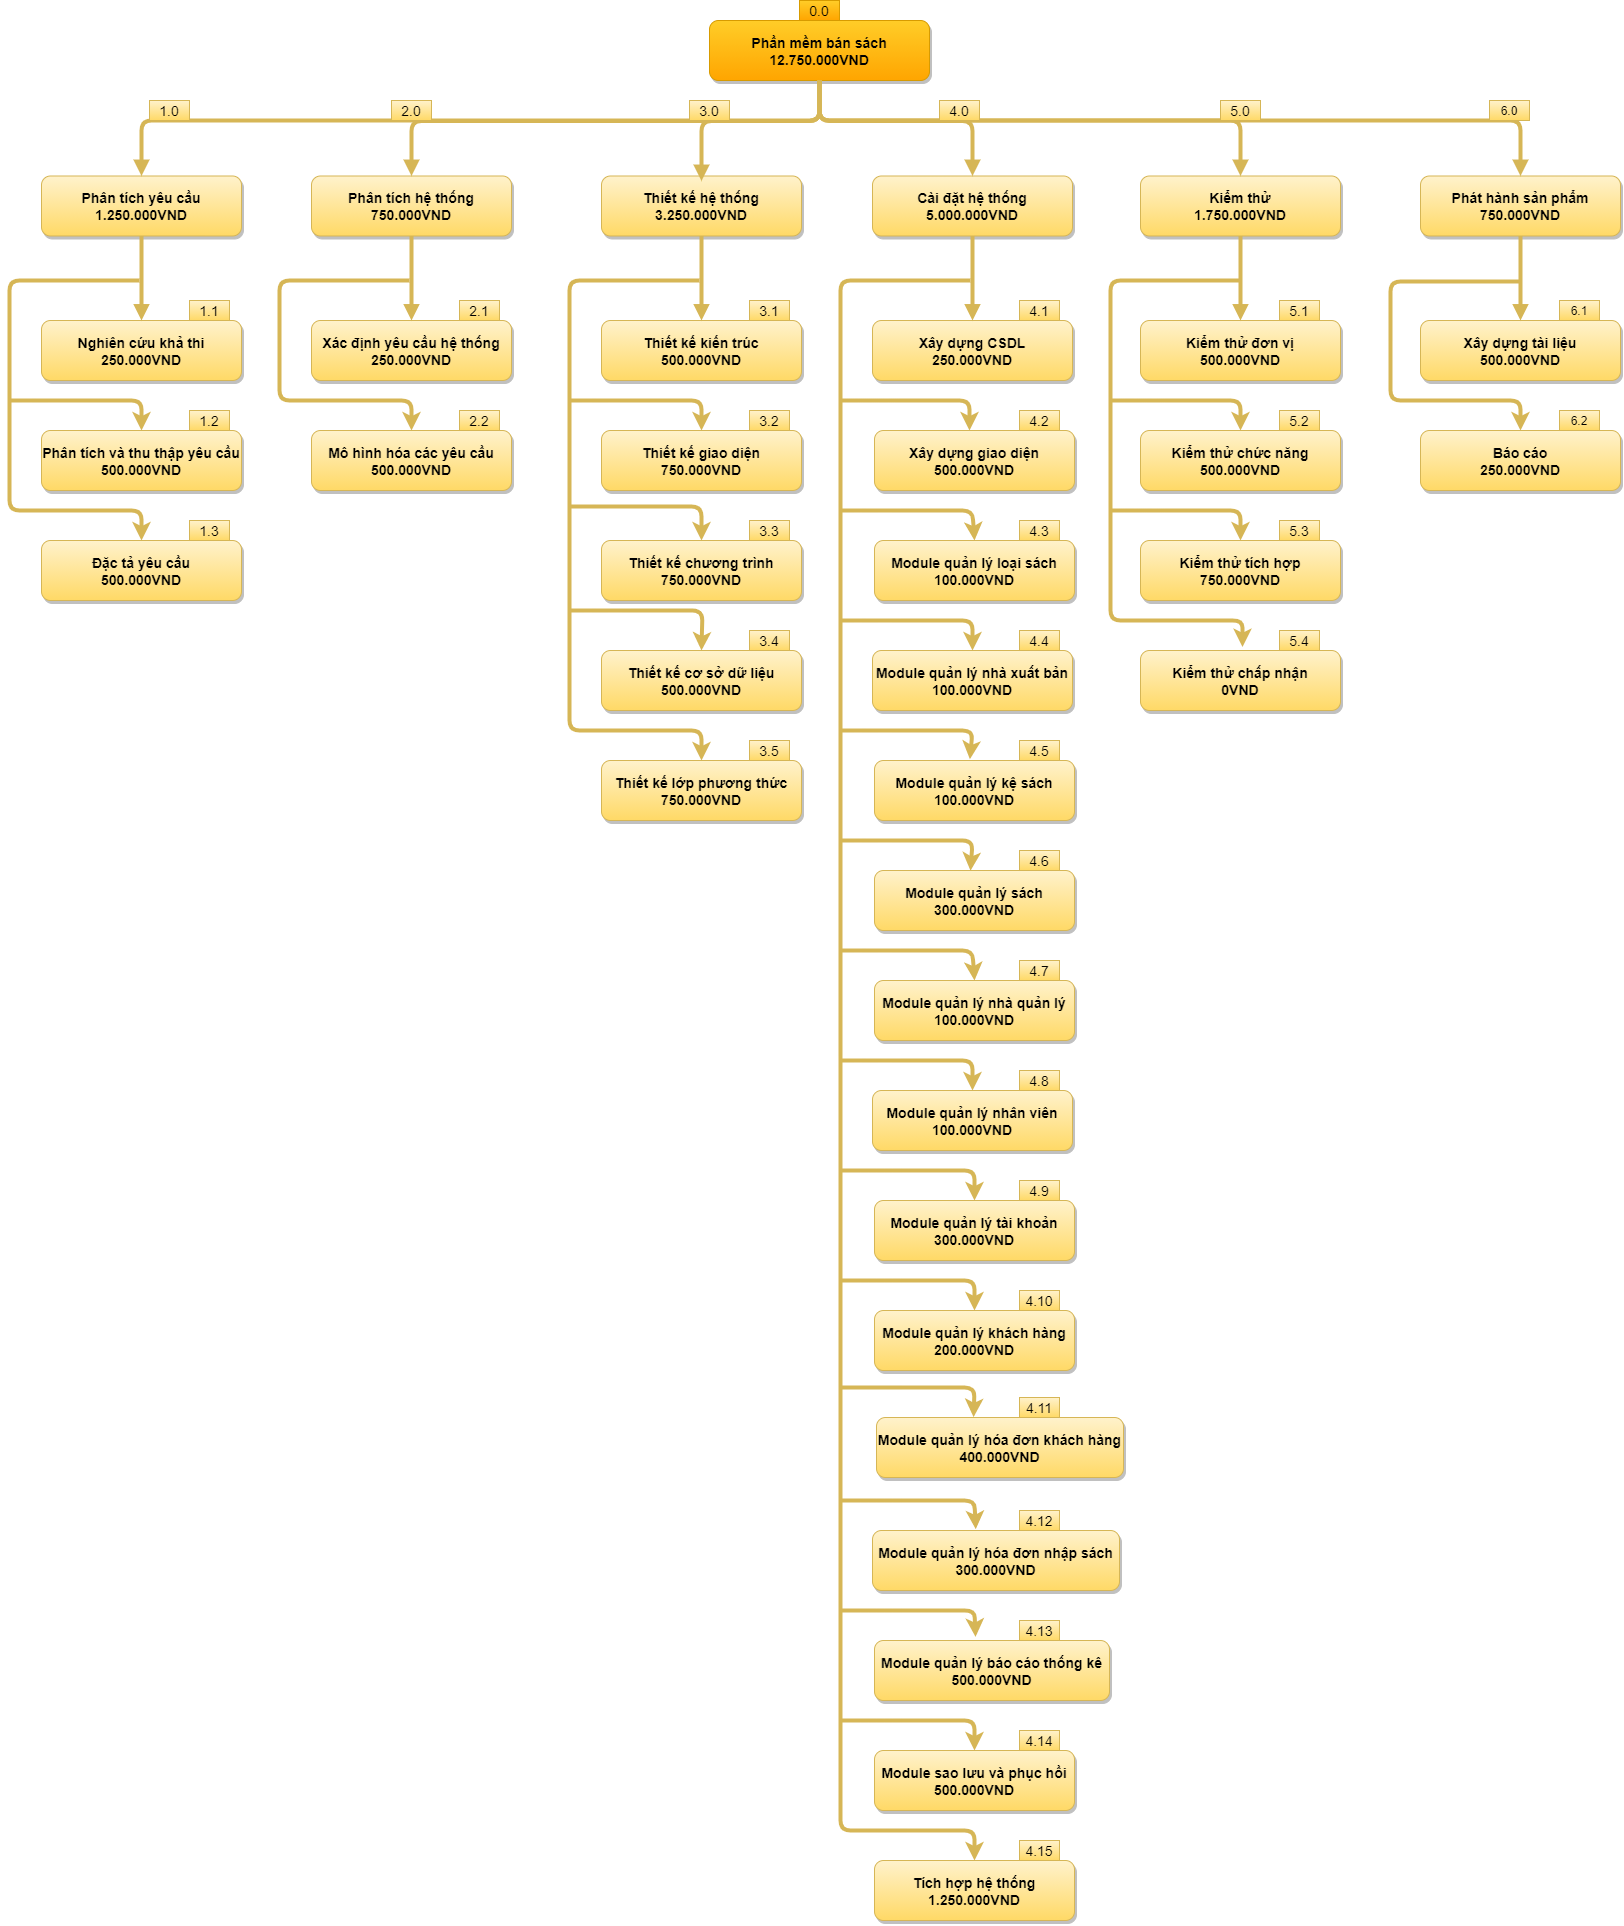 0.0
Phần mềm bán sách
12.750.000VND
1.0
Phân tích yêu cầu
1.250.000VND
1.1
Nghiên cứu khả thi
250.000VND
1.2
Phân tích và thu thập yêu cầu
500.000VND
1.3
Đặc tả yêu cầu
500.000VND
2.0
Phân tích hệ thống
750.000VND
2.1
Xác định yêu cầu hệ thống
250.000VND
2.2
Mô hình hóa các yêu cầu
500.000VND
3.0
Thiết kế hệ thống
3.250.000VND
3.1
Thiết kế kiến trúc
500.000VND
3.2
Thiết kế giao diện
750.000VND
3.3
Thiết kế chương trình
750.000VND
3.4
Thiết kế cơ sở dữ liệu
500.000VND
3.5
Thiết kế lớp phương thức
750.000VND
4.0
Cài đặt hệ thống
5.000.000VND
4.1
Xây dựng CSDL
250.000VND
4.2
Xây dựng giao diện
500.000VND
4.3
Module quản lý loại sách
100.000VND
4.4
Module quản lý nhà xuất bản
100.000VND
4.5
Module quản lý kệ sách
100.000VND
4.6
Module quản lý sách
300.000VND
4.7
Module quản lý nhà quản lý
100.000VND
4.8
Module quản lý nhân viên
100.000VND
4.9
Module quản lý tài khoản
300.000VND
4.10
Module quản lý khách hàng
200.000VND
4.11
Module quản lý hóa đơn khách hàng
400.000VND
4.12
Module quản lý hóa đơn nhập sách
300.000VND
4.13
Module quản lý báo cáo thống kê
500.000VND
4.14
Module sao lưu và phục hồi
500.000VND
4.15
Tích hợp hệ thống
1.250.000VND
5.0
Kiểm thử
1.750.000VND
5.1
Kiểm thử đơn vị
500.000VND
5.2
Kiểm thử chức năng
500.000VND
5.3
Kiểm thử tích hợp
750.000VND
5.4
Kiểm thử chấp nhận
0VND
6.0
Phát hành sản phẩm
750.000VND
6.1
Xây dựng tài liệu
500.000VND
6.2
Báo cáo
250.000VND